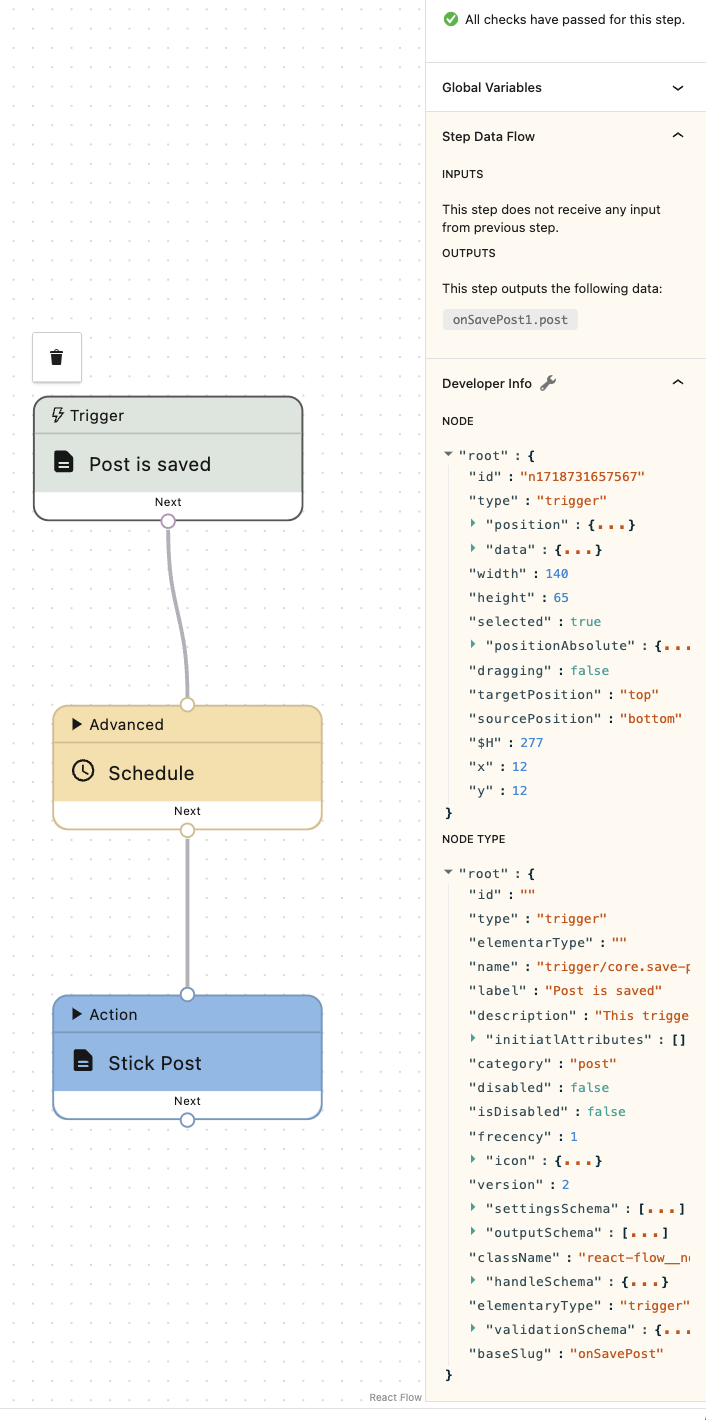 All checks have passed for this step.
Global Variables
Step Data Flow
INPUTS
This step does not receive any input
from previous step.
OUTPUTS
This step outputs the following data:
onSavePost1.post
Trigger
Post is saved
Next
Advanced
Schedule
Next
Action
Stick Post
Next
React Flow
Developer Info
NODE
"root" : {
"id" : "n1718731657567"
"type" : "trigger"
"position" : {...}
"data" : {...}
"width" : 140
"height" : 65
"selected" : true
"positionAbsolute" : {...
"dragging" : false
"targetPosition" : "top"
"sourcePosition" : "bottom"
"$H" : 277
"x" : 12
"y" : 12
}
NODE TYPE
"root" : {
"id" : ""
"type" : "trigger"
"elementarType" : ""
"name" : "trigger/core.save-p
"label" : "Post is saved"
"description" : "This trigge
"initiatlAttributes" : []
"category" : "post"
"disabled" : false
"isDisabled" : false
"frecency" : 1
"icon" : {...}
"version" : 2
"settingsSchema" : [...]
"outputSchema" : [...]
"className" : "react-flow__no
"handleSchema" : {...}
"elementaryType" : "trigger"
"validationSchema" : {...
"baseSlug" : "onSavePost"
}